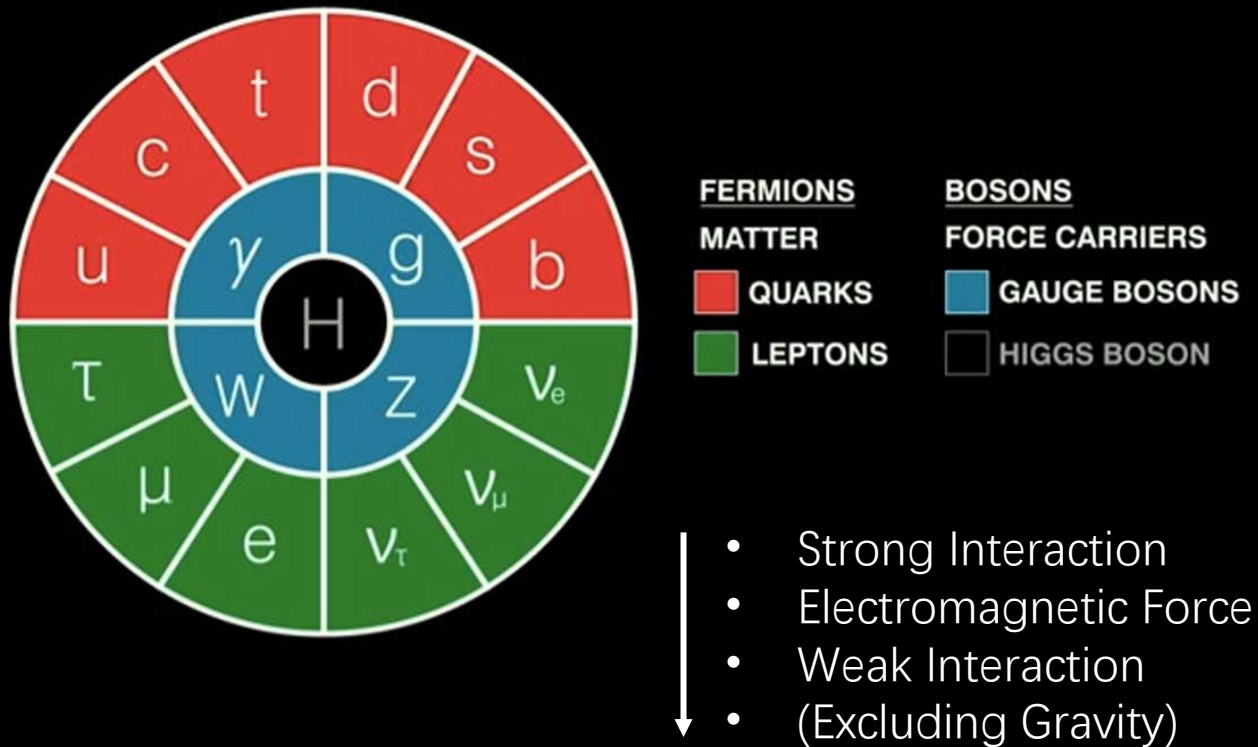 t d
c s
u γ g b
H
τ W Z νe
μ νμ
e ντ
FERMIONS BOSONS
MATTER FORCE CARRIERS
QUARKS GAUGE BOSONS
LEPTONS HIGGS BOSON
• Strong Interaction
• Electromagnetic Force
• Weak Interaction
• (Excluding Gravity)